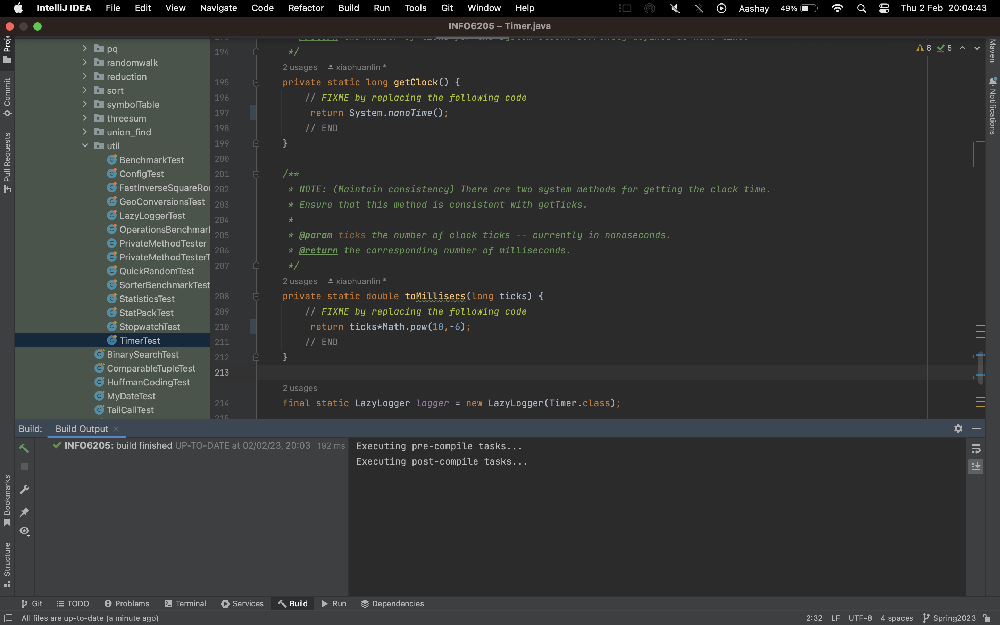 IntelliJ IDEA File Edit View Navigate Code Refactor Build Run Tools Git Window Help Aashay 49% Thu 2 Feb 20:04:43
INFO6205 – Timer.java
Commit
Pull Requests
Bookmarks
Structure
Maven
Notifications
pq
randomwalk
reduction
sort
symbolTable
threesum
union_find
util
BenchmarkTest
ConfigTest
GeoConversionsTest
LazyLoggerTest
PrivateMethodTester
QuickRandomTest
SorterBenchmarkTest
StatisticsTest
StatPackTest
StopwatchTest
TimerTest
BinarySearchTest
ComparableTupleTest
HuffmanCodingTest
MyDateTest
TailCallTest
6 5
194 */
2 usages xiaohuanlin *
195 private static long getClock() {
196 // FIXME by replacing the following code
197 return System.nanoTime();
198 // END
199 }
200
201 /**
202 * NOTE: (Maintain consistency) There are two system methods for getting the clock time.
203 * Ensure that this method is consistent with getTicks.
204 *
205 * @param ticks the number of clock ticks -- currently in nanoseconds.
206 * @return the corresponding number of milliseconds.
207 */
2 usages xiaohuanlin *
208 private static double toMillisecs(long ticks) {
209 // FIXME by replacing the following code
210 return ticks*Math.pow(10,-6);
211 // END
212 }
213
2 usages
214 final static LazyLogger logger = new LazyLogger(Timer.class);
Build: Build Output
INFO6205: build finished UP-TO-DATE at 02/02/23, 20:03 192 ms
Executing pre-compile tasks...
Executing post-compile tasks...
Git TODO Problems Terminal Services Build Run Dependencies
All files are up-to-date (a minute ago) 2:32 LF UTF-8 4 spaces Spring2023